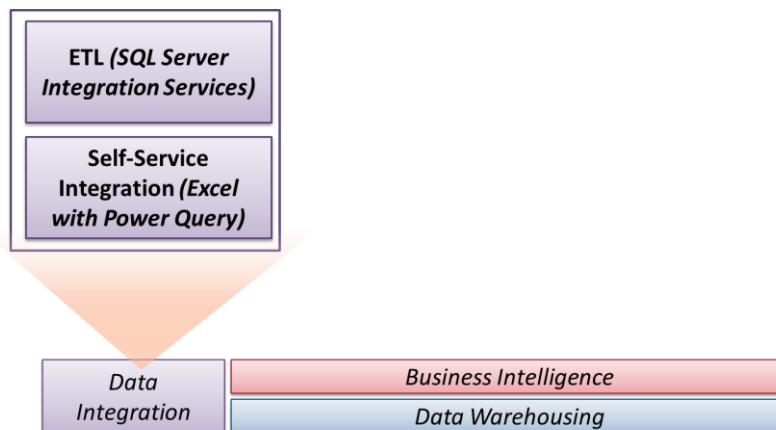 ETL (SQL Server
Integration Services)
Self-Service
Integration (Excel
with Power Query)
Data
Integration
Business Intelligence
Data Warehousing